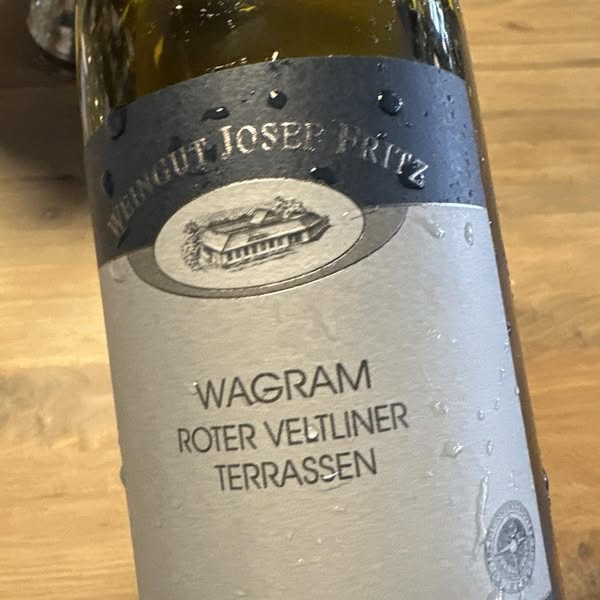 WEINGUT JOSEF FRITZ
WAGRAM
ROTER VELTLINER
TERRASSEN